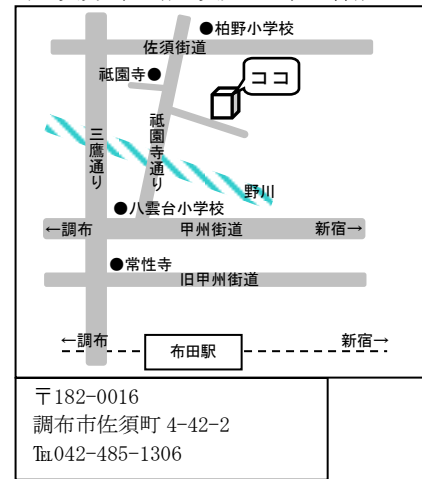 ●柏野小学校
佐須街道
祇園寺●
ココ
三鷹通り
祇園寺通り
野川
●八雲台小学校
←調布
甲州街道
新宿→
●常性寺
旧甲州街道
←調布
布田駅
新宿→
〒182-0016
調布市佐須町 4-42-2
℡042-485-1306